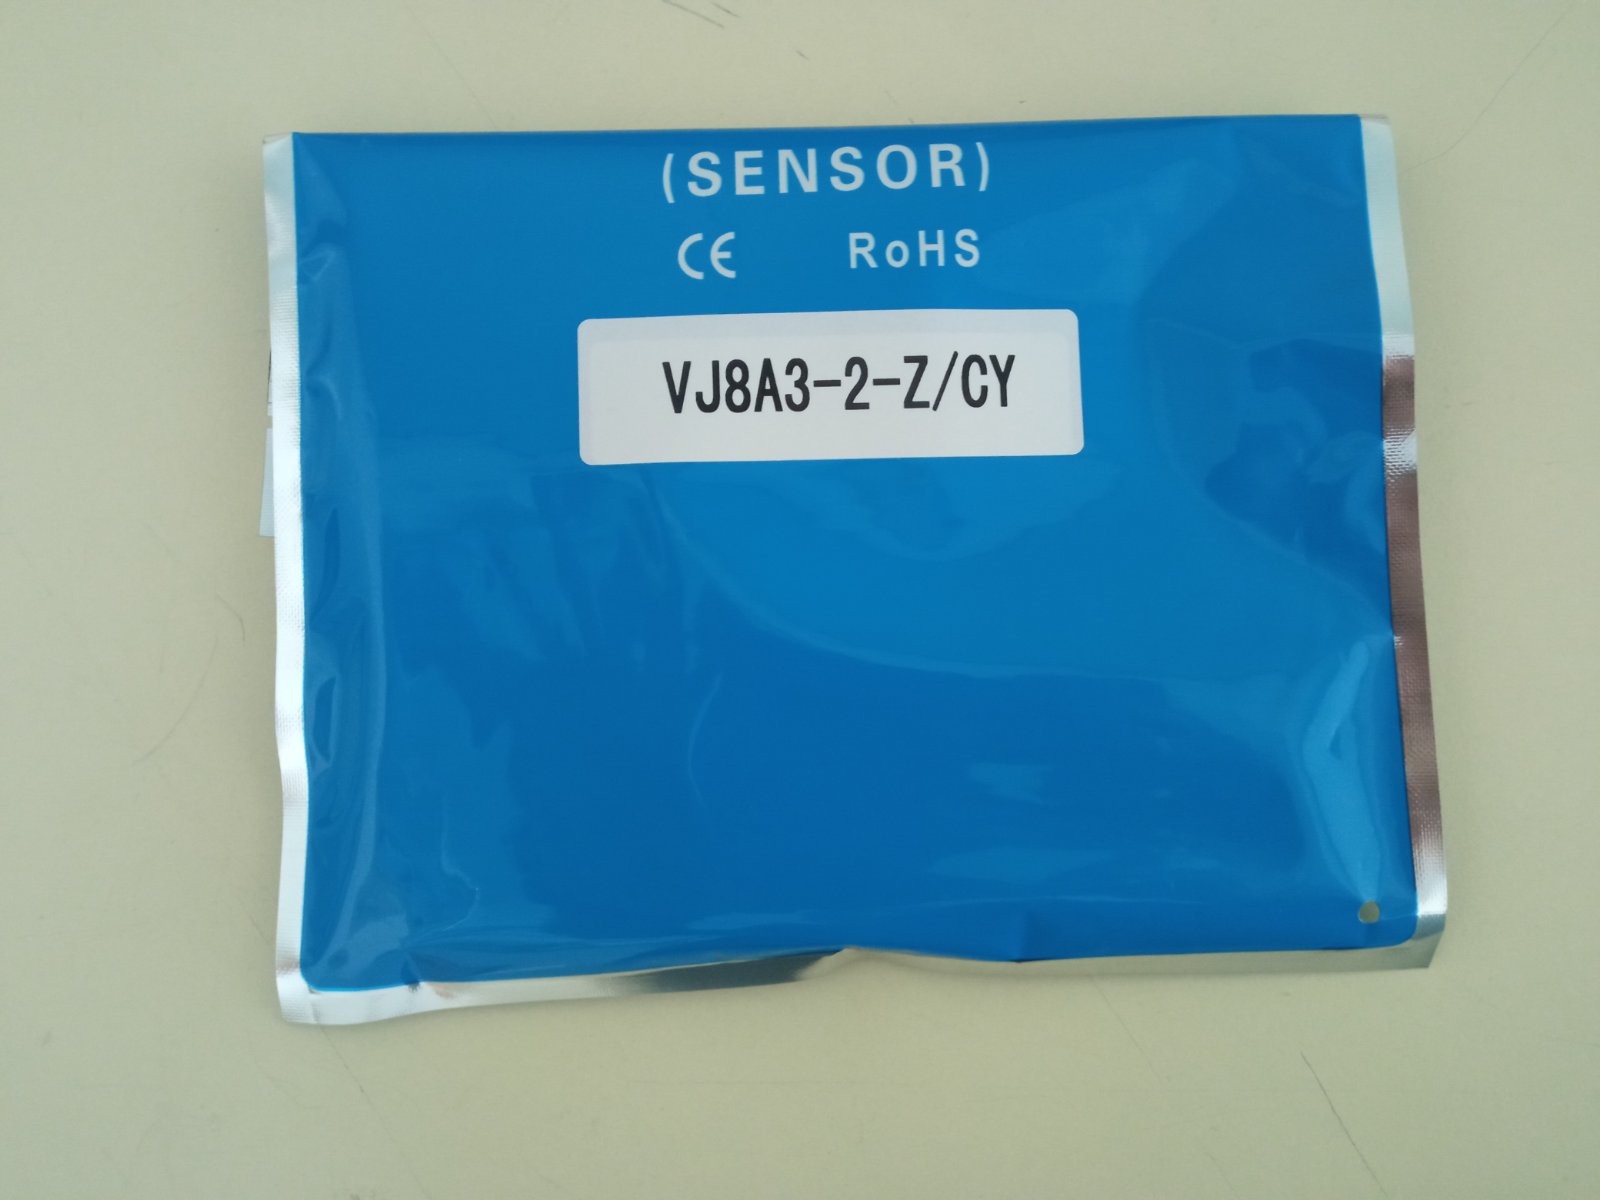 (SENSOR)
CE RoHS
VJ8A3-2-Z/CY